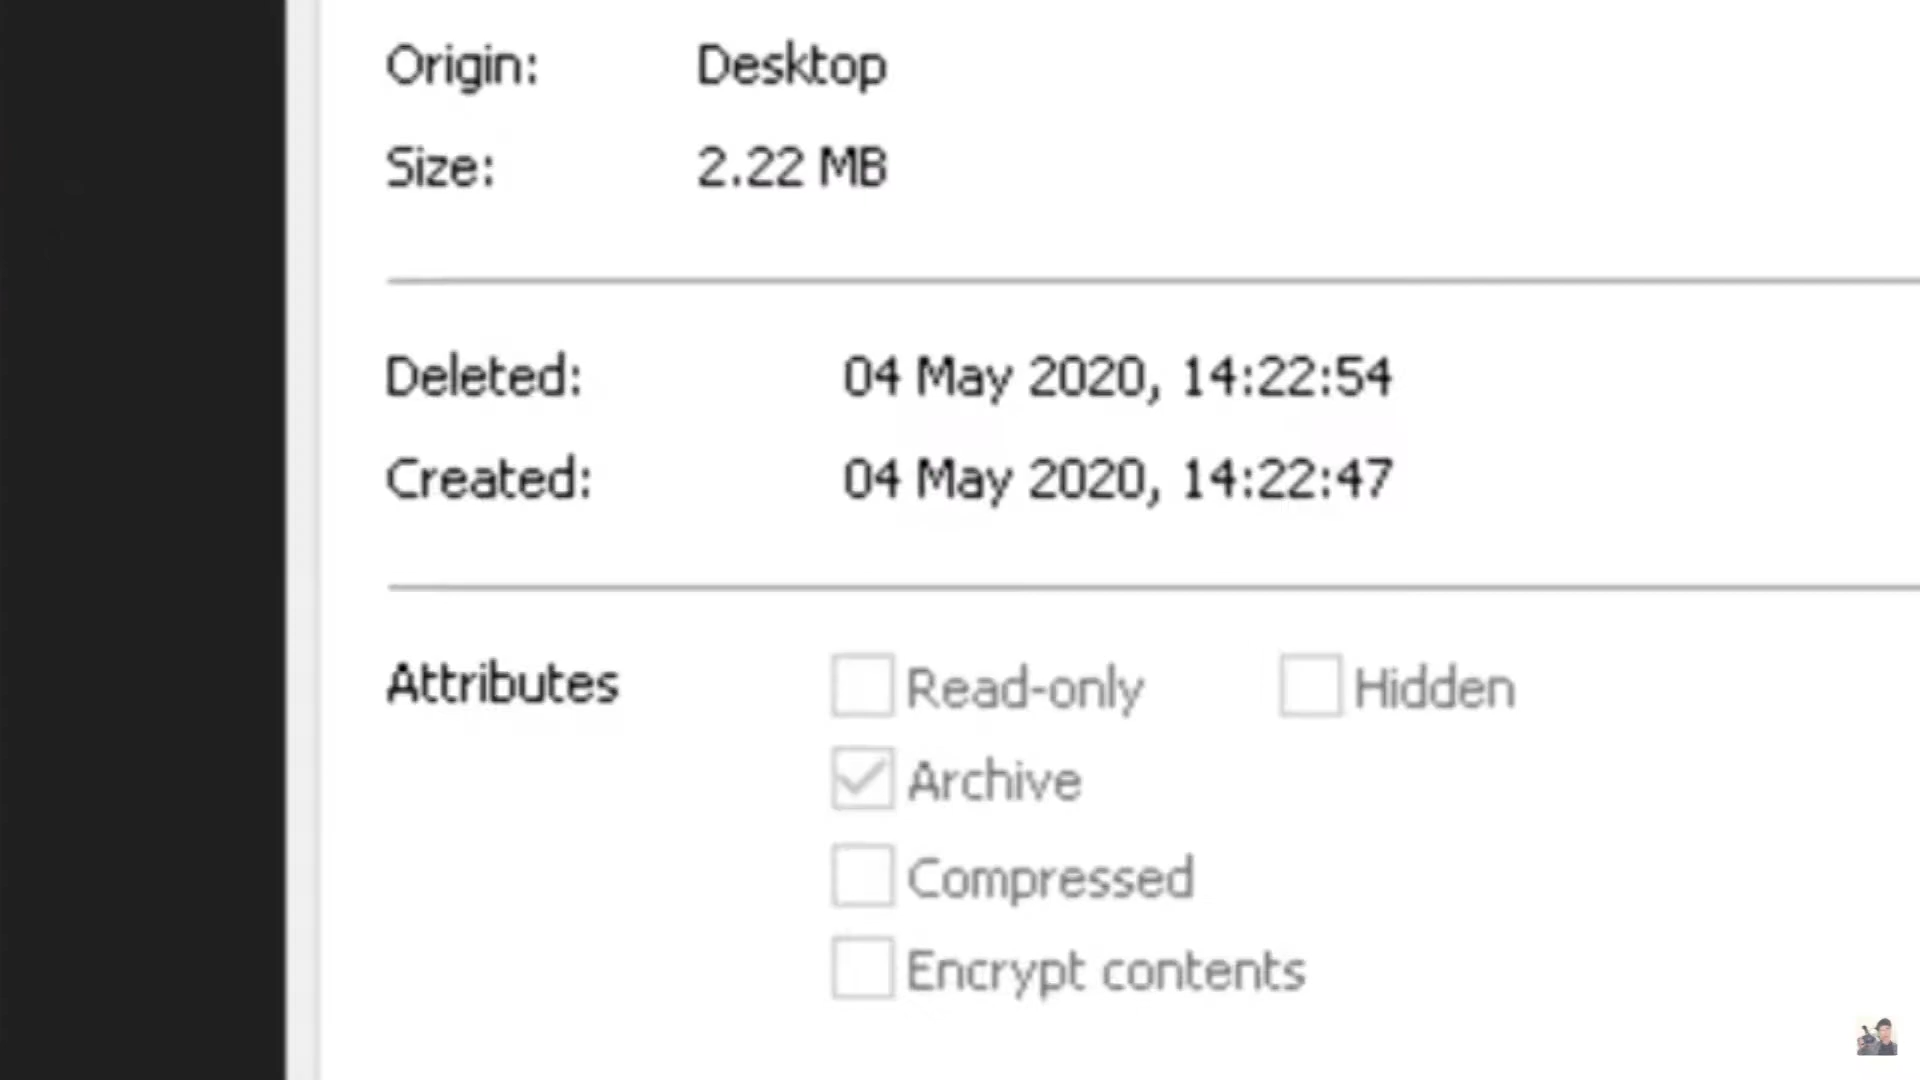 Origin: Desktop
Size: 2.22 MB
Deleted: 04 May 2020, 14:22:54
Created: 04 May 2020, 14:22:47
Attributes Read-only Hidden
Archive
Compressed
Encrypt contents